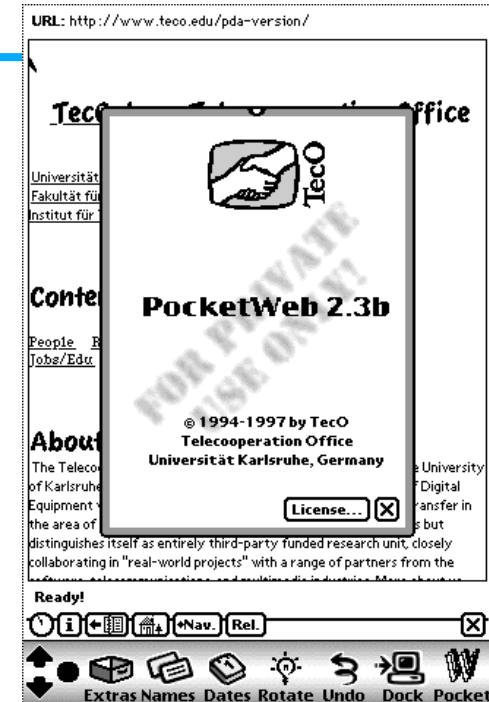 URL: http://www.teco.edu/pda-version/
TecO
ffice
TecO
Universität
Fakultät fü
Institut für
FOR PRIVATE
USE ONLY!
PocketWeb 2.3b
Conte
People
Jobs/Edu
© 1994-1997 by TecO
Telecooperation Office
Universität Karlsruhe, Germany
About
The Teleco
e University
of Karlsruhe
f Digital
Equipment
ransfer in
License...
the area of
s but
distinguishes itself as entirely third-party funded research unit, closely
collaborating in "real-world projects" with a range of partners from the
Ready!
i
+Nav.
Rel.
Extras Names Dates Rotate Undo Dock Pocket